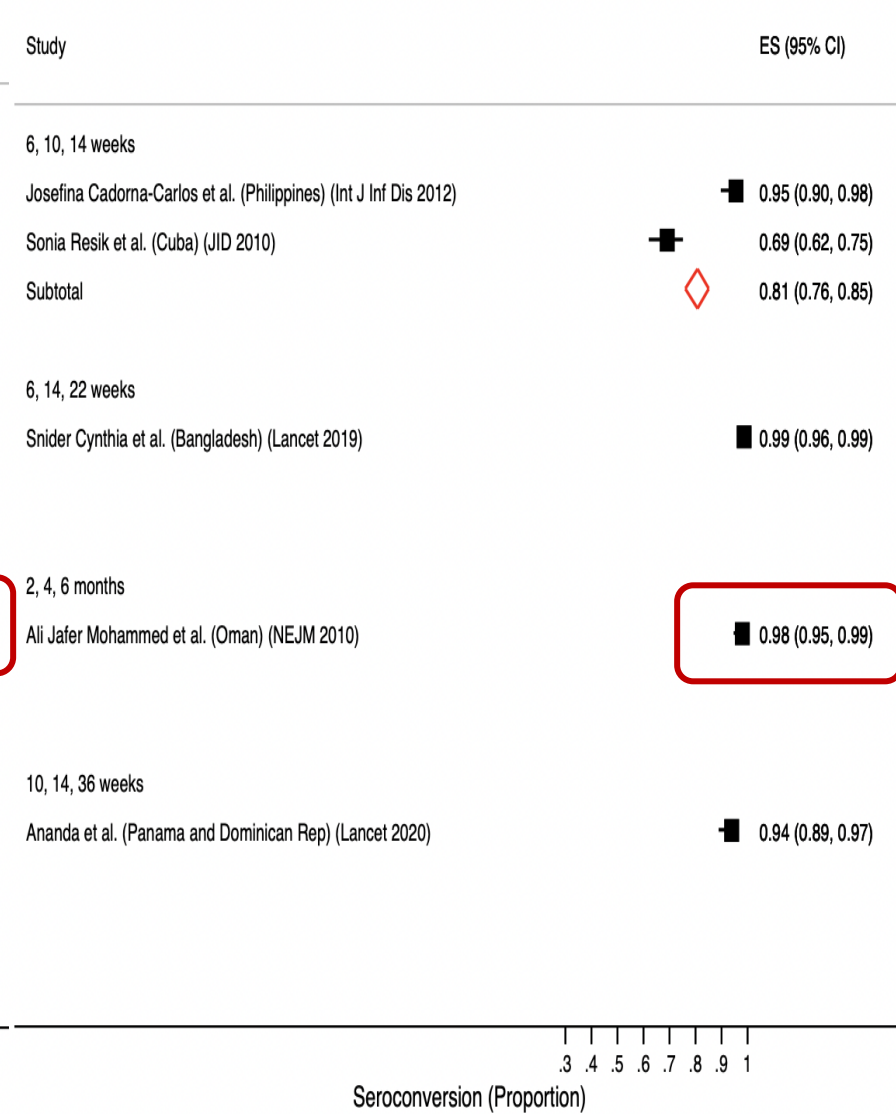 Study ES (95% CI)
6, 10, 14 weeks
Josefina Cadorna-Carlos et al. (Philippines) (Int J Inf Dis 2012) 0.95 (0.90, 0.98)
Sonia Resik et al. (Cuba) (JID 2010) 0.69 (0.62, 0.75)
Subtotal 0.81 (0.76, 0.85)
6, 14, 22 weeks
Snider Cynthia et al. (Bangladesh) (Lancet 2019) 0.99 (0.96, 0.99)
2, 4, 6 months
Ali Jafer Mohammed et al. (Oman) (NEJM 2010) 0.98 (0.95, 0.99)
10, 14, 36 weeks
Ananda et al. (Panama and Dominican Rep) (Lancet 2020) 0.94 (0.89, 0.97)
.3 .4 .5 .6 .7 .8 .9 1
Seroconversion (Proportion)